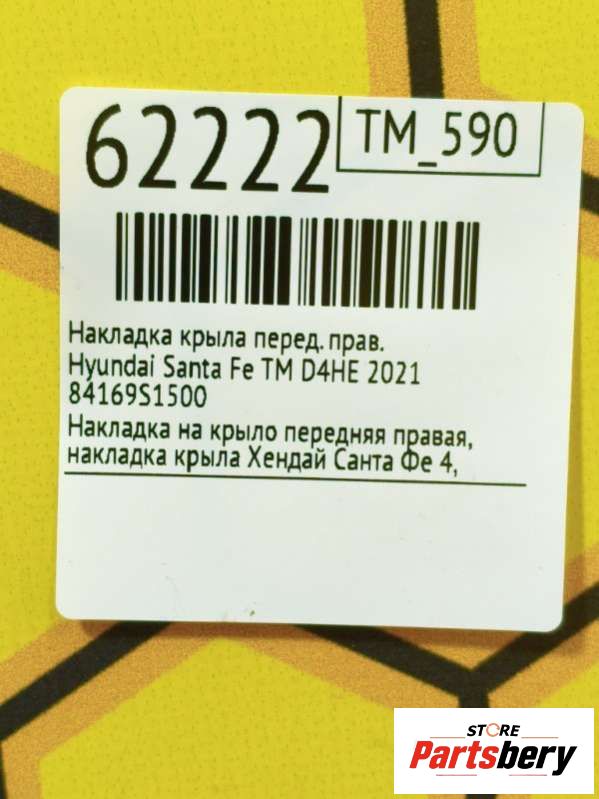 62222
TM_590
Накладка крыла перед. прав.
Hyundai Santa Fe TM D4HE 2021
84169S1500
Накладка на крыло передняя правая,
накладка крыла Хендай Санта Фе 4,
STORE
Partsbery